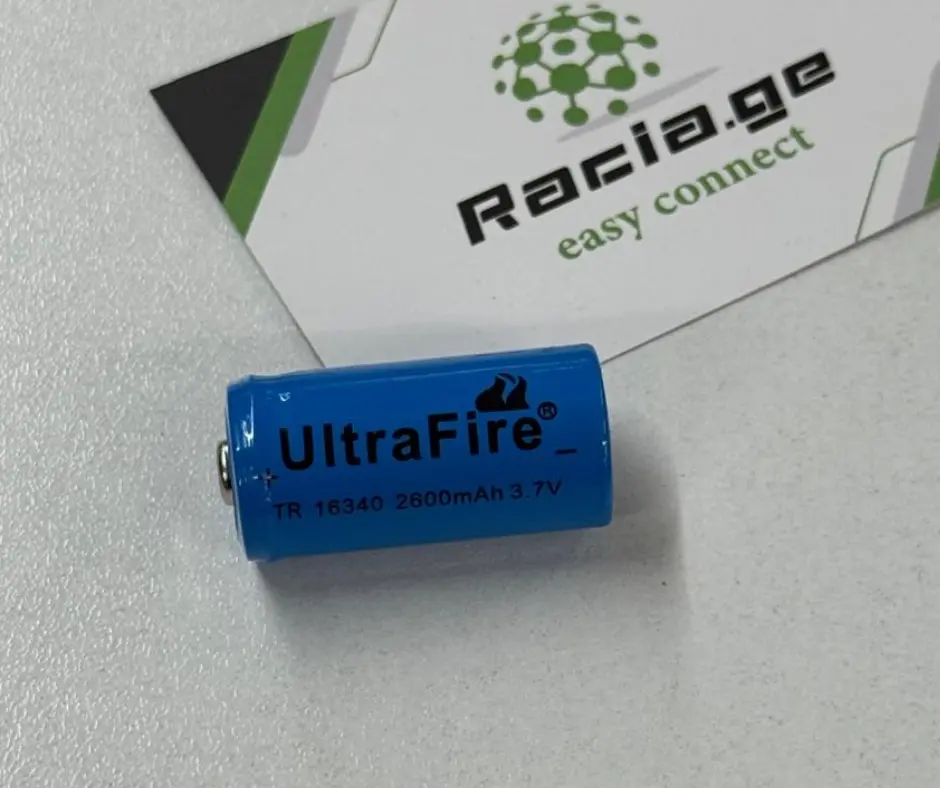 Racia.ge
easy connect
UltraFire®
+ −
TR 16340 2600mAh 3.7V